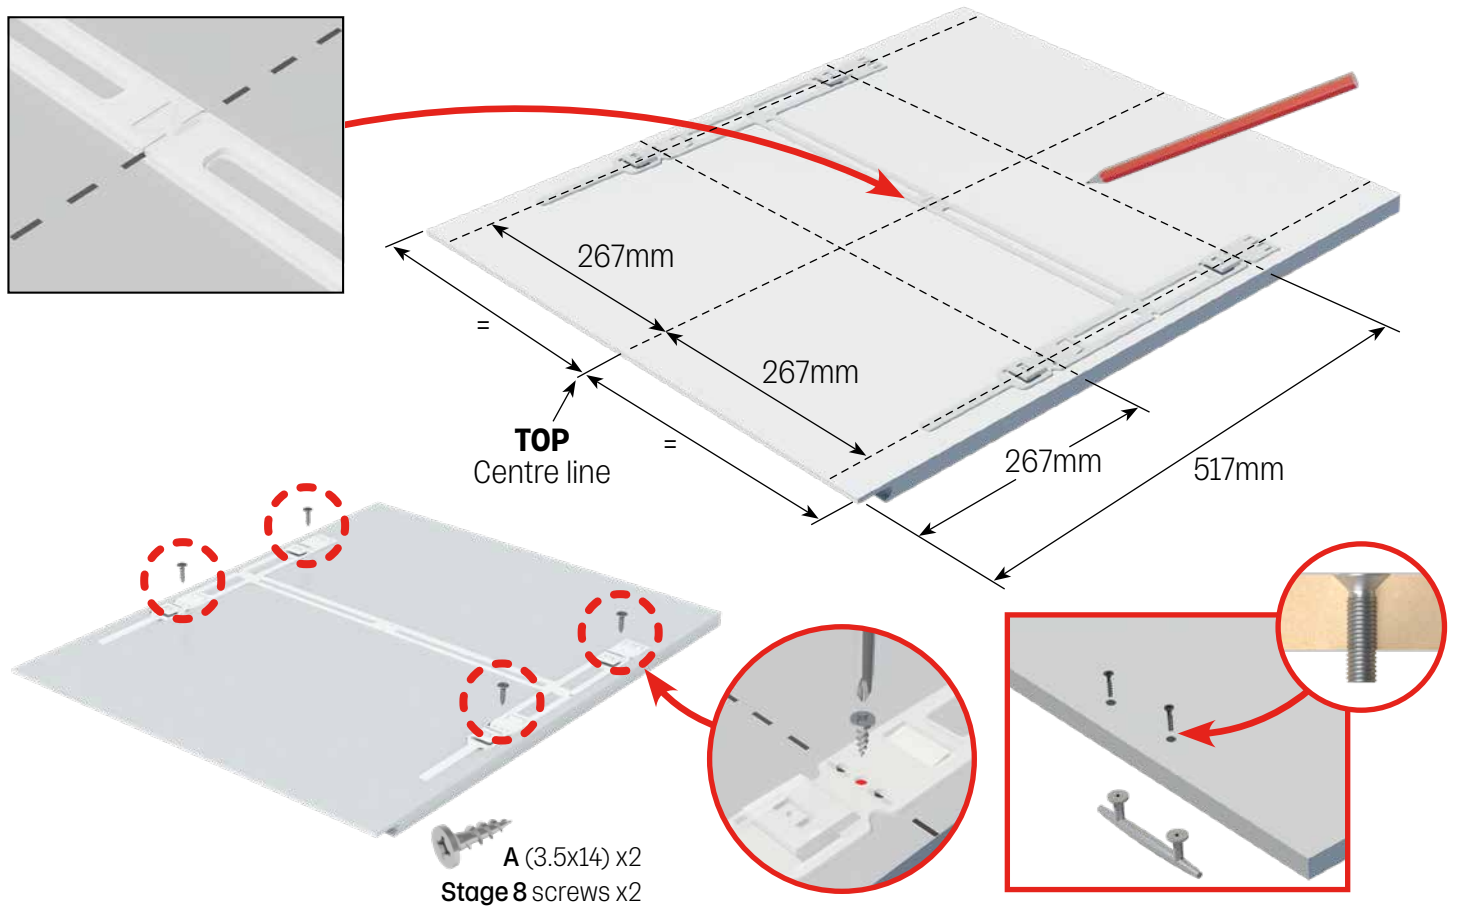 267mm
=
267mm
TOP
Centre line
=
267mm
517mm
A (3.5x14) x2
Stage 8 screws x2